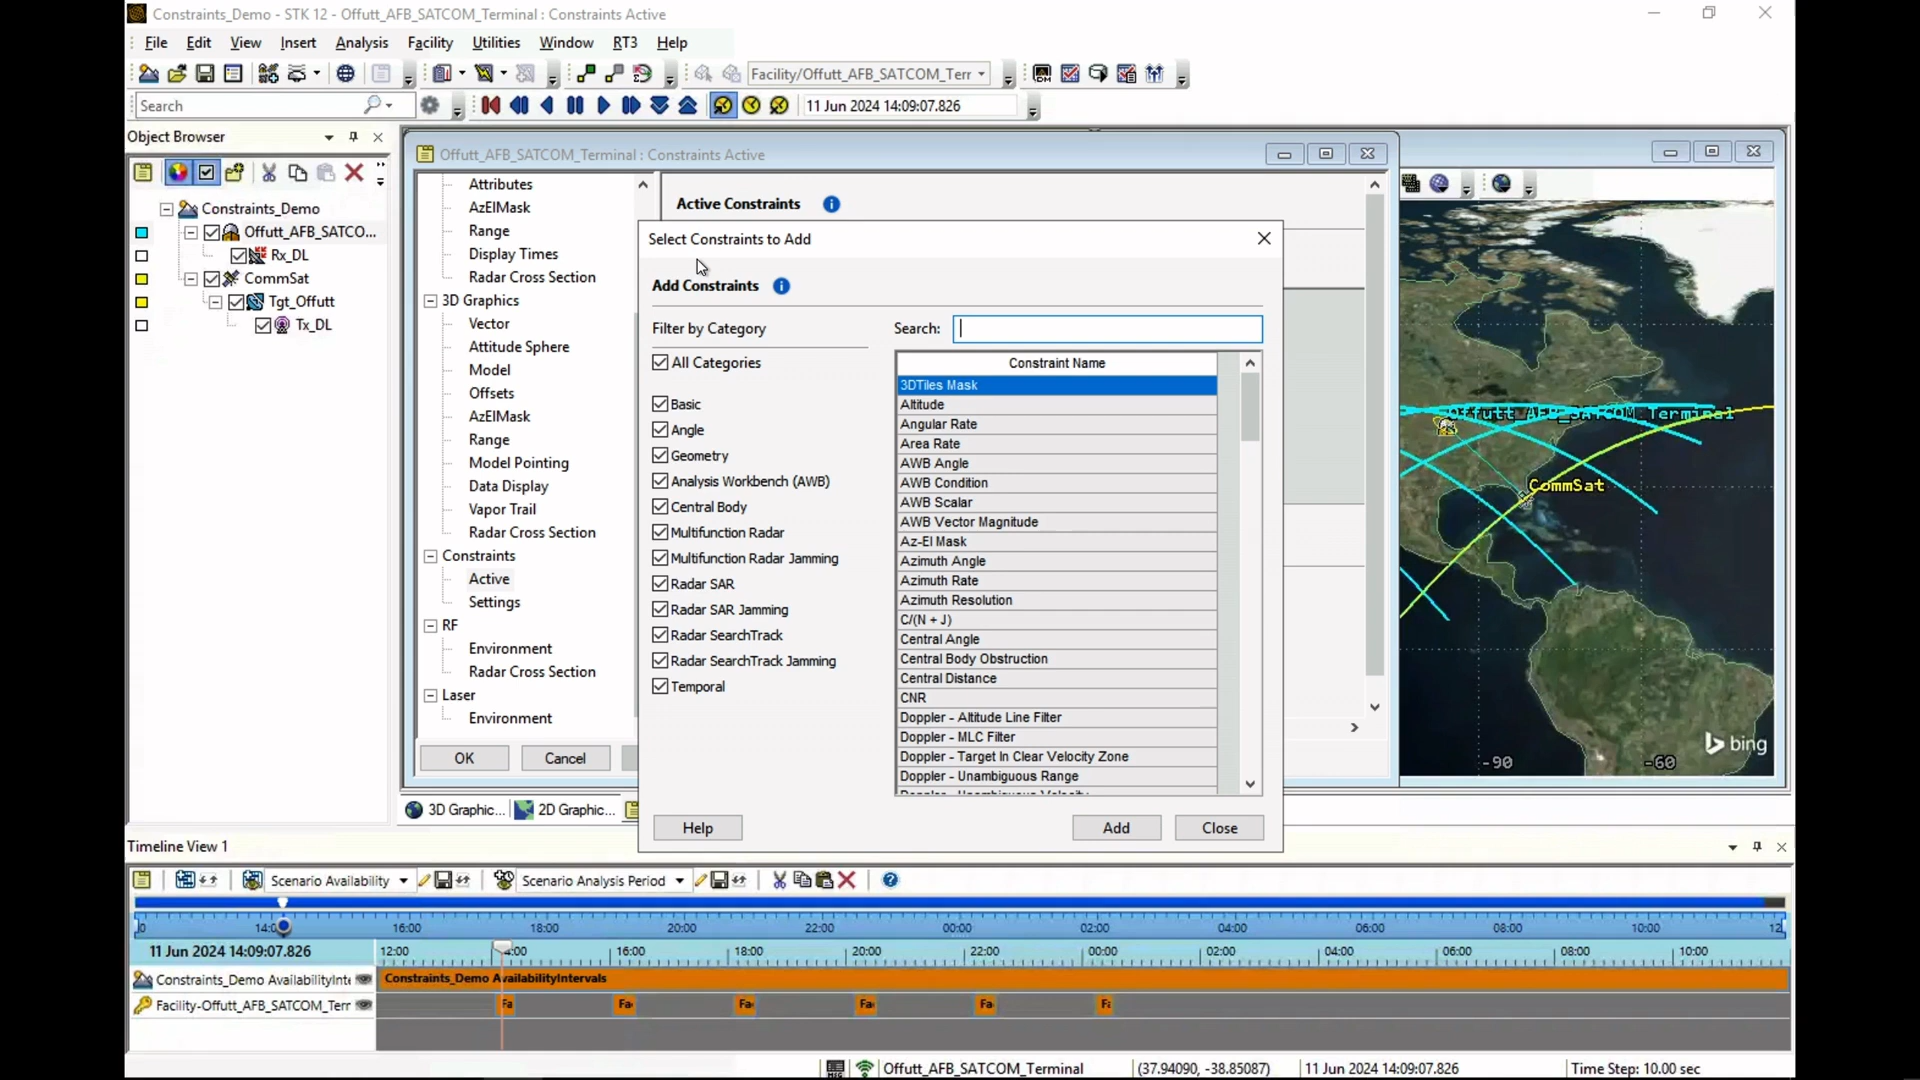 Constraints_Demo - STK 12 - Offutt_AFB_SATCOM_Terminal : Constraints Active
File Edit View Insert Analysis Facility Utilities Window RT3 Help
Facility/Offutt_AFB_SATCOM_Terr
Search
11 Jun 2024 14:09:07.826
Object Browser
Constraints_Demo
Offutt_AFB_SATCO...
Rx_DL
CommSat
Tgt_Offutt
Tx_DL
Offutt_AFB_SATCOM_Terminal : Constraints Active
Attributes
AzElMask
Range
Display Times
Radar Cross Section
3D Graphics
Vector
Attitude Sphere
Model
Offsets
AzElMask
Range
Model Pointing
Data Display
Vapor Trail
Radar Cross Section
Constraints
Active
Settings
RF
Environment
Radar Cross Section
Laser
Environment
OK
Cancel
Active Constraints
Select Constraints to Add
Add Constraints
Filter by Category
All Categories
Basic
Angle
Geometry
Analysis Workbench (AWB)
Central Body
Multifunction Radar
Multifunction Radar Jamming
Radar SAR
Radar SAR Jamming
Radar SearchTrack
Radar SearchTrack Jamming
Temporal
Search:
Constraint Name
3DTiles Mask
Altitude
Angular Rate
Area Rate
AWB Angle
AWB Condition
AWB Scalar
AWB Vector Magnitude
Az-El Mask
Azimuth Angle
Azimuth Rate
Azimuth Resolution
C/(N + J)
Central Angle
Central Body Obstruction
Central Distance
CNR
Doppler - Altitude Line Filter
Doppler - MLC Filter
Doppler - Target In Clear Velocity Zone
Doppler - Unambiguous Range
Help
Add
Close
Offutt_AFB_SATCOM_Terminal
CommSat
bing
-90 -60
3D Graphic...
2D Graphic...
Timeline View 1
Scenario Availability
Scenario Analysis Period
16:00 18:00 20:00 22:00 00:00 02:00 04:00 06:00 08:00 10:00
11 Jun 2024 14:09:07.826
12:00 16:00 18:00 20:00 22:00 00:00 02:00 04:00 06:00 08:00 10:00
Constraints_Demo AvailabilityInte
Constraints_Demo AvailabilityIntervals
Facility-Offutt_AFB_SATCOM_Terr
Fa Fa Fa Fa Fa Fa
Offutt_AFB_SATCOM_Terminal
(37.94090, -38.85087)
11 Jun 2024 14:09:07.826
Time Step: 10.00 sec